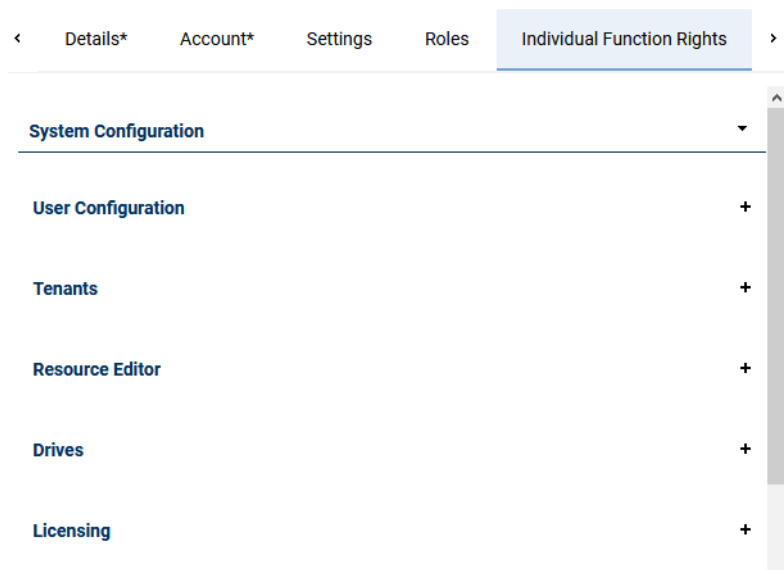 Details* Account* Settings Roles Individual Function Rights
System Configuration
User Configuration
Tenants
Resource Editor
Drives
Licensing